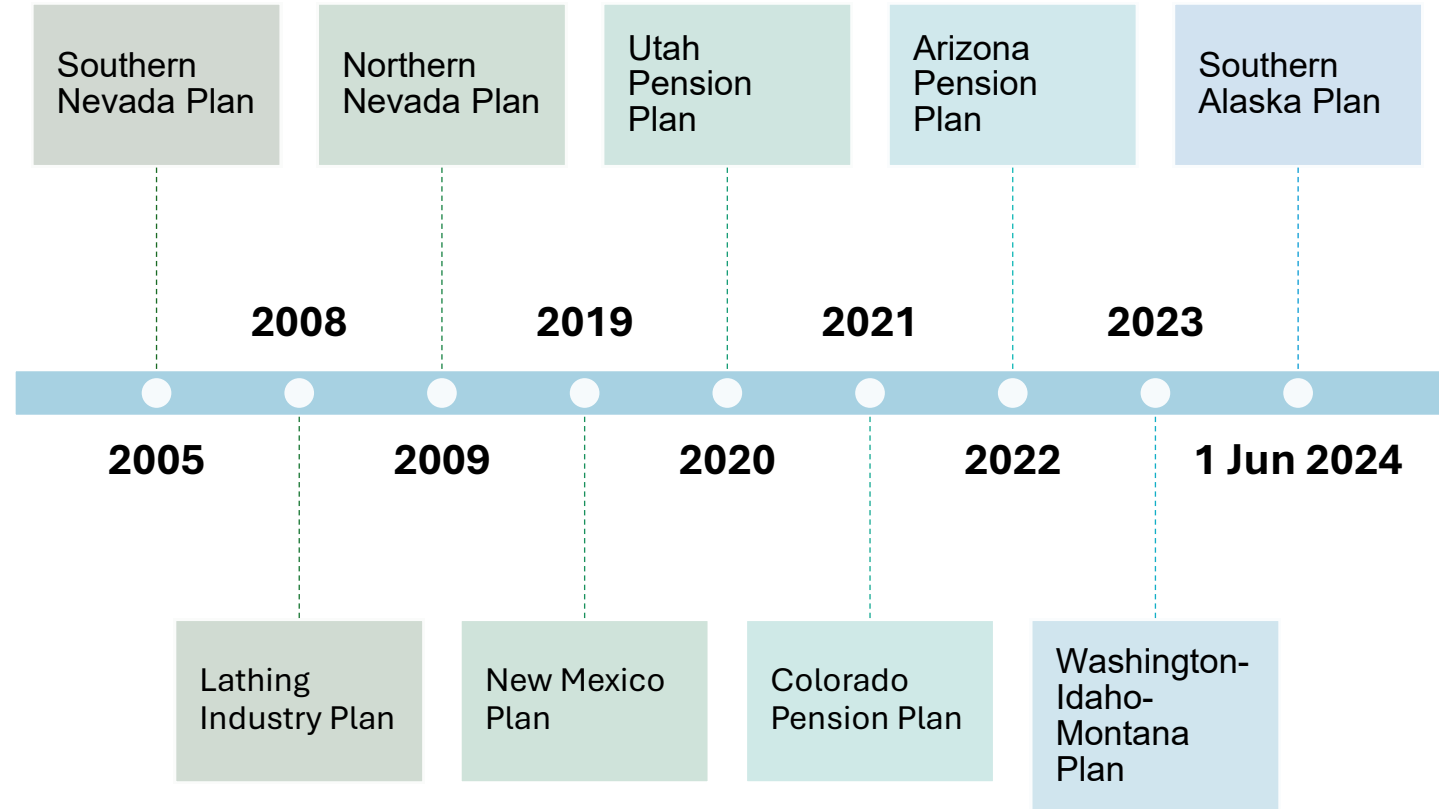 Southern
Nevada Plan
Northern
Nevada Plan
Utah
Pension
Plan
Arizona
Pension
Plan
Southern
Alaska Plan
2008
2019
2021
2023
2005
2009
2020
2022
1 Jun 2024
Lathing
Industry Plan
New Mexico
Plan
Colorado
Pension Plan
Washington-
Idaho-
Montana
Plan